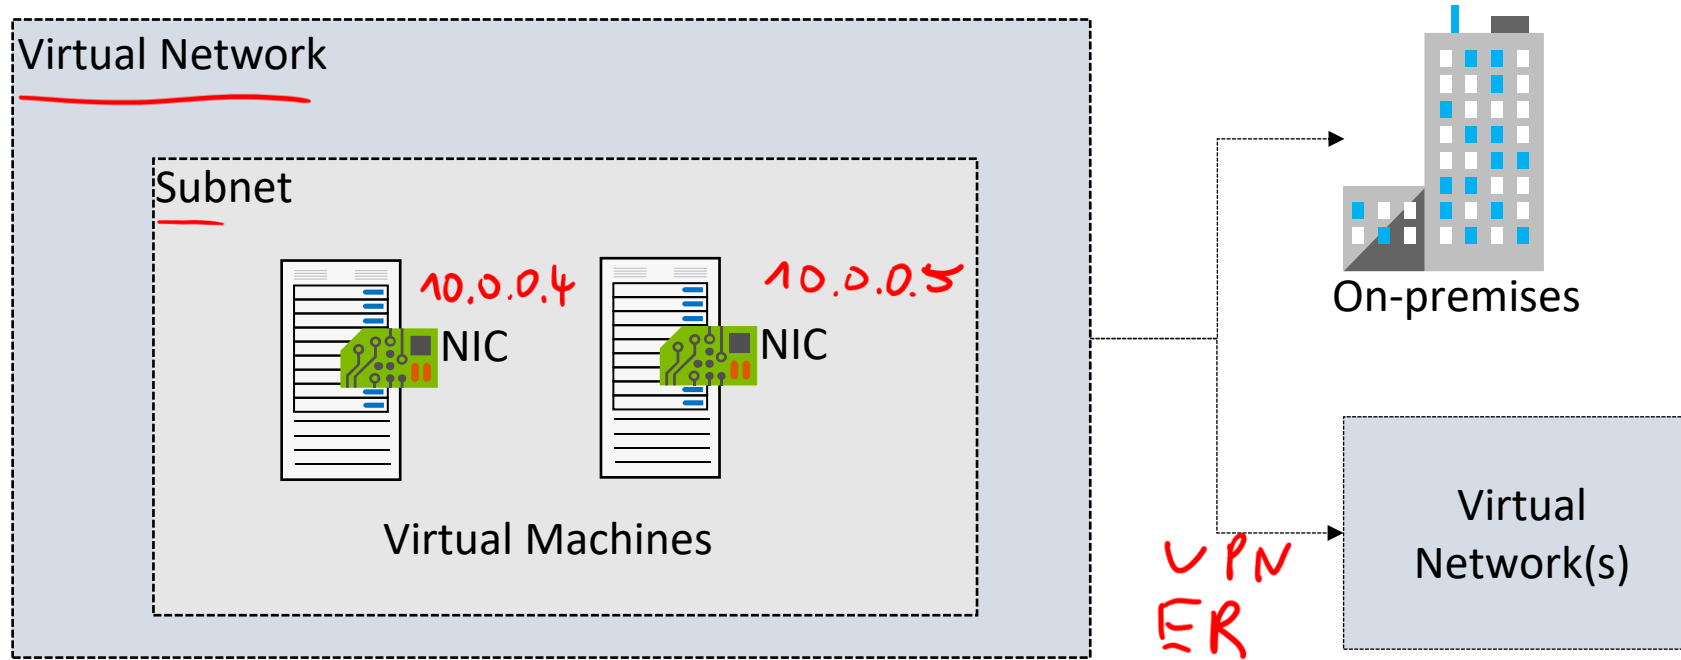 Virtual Network
Subnet
10.0.0.4
10.0.0.5
NIC
NIC
Virtual Machines
On-premises
VPN
ER
Virtual
Network(s)